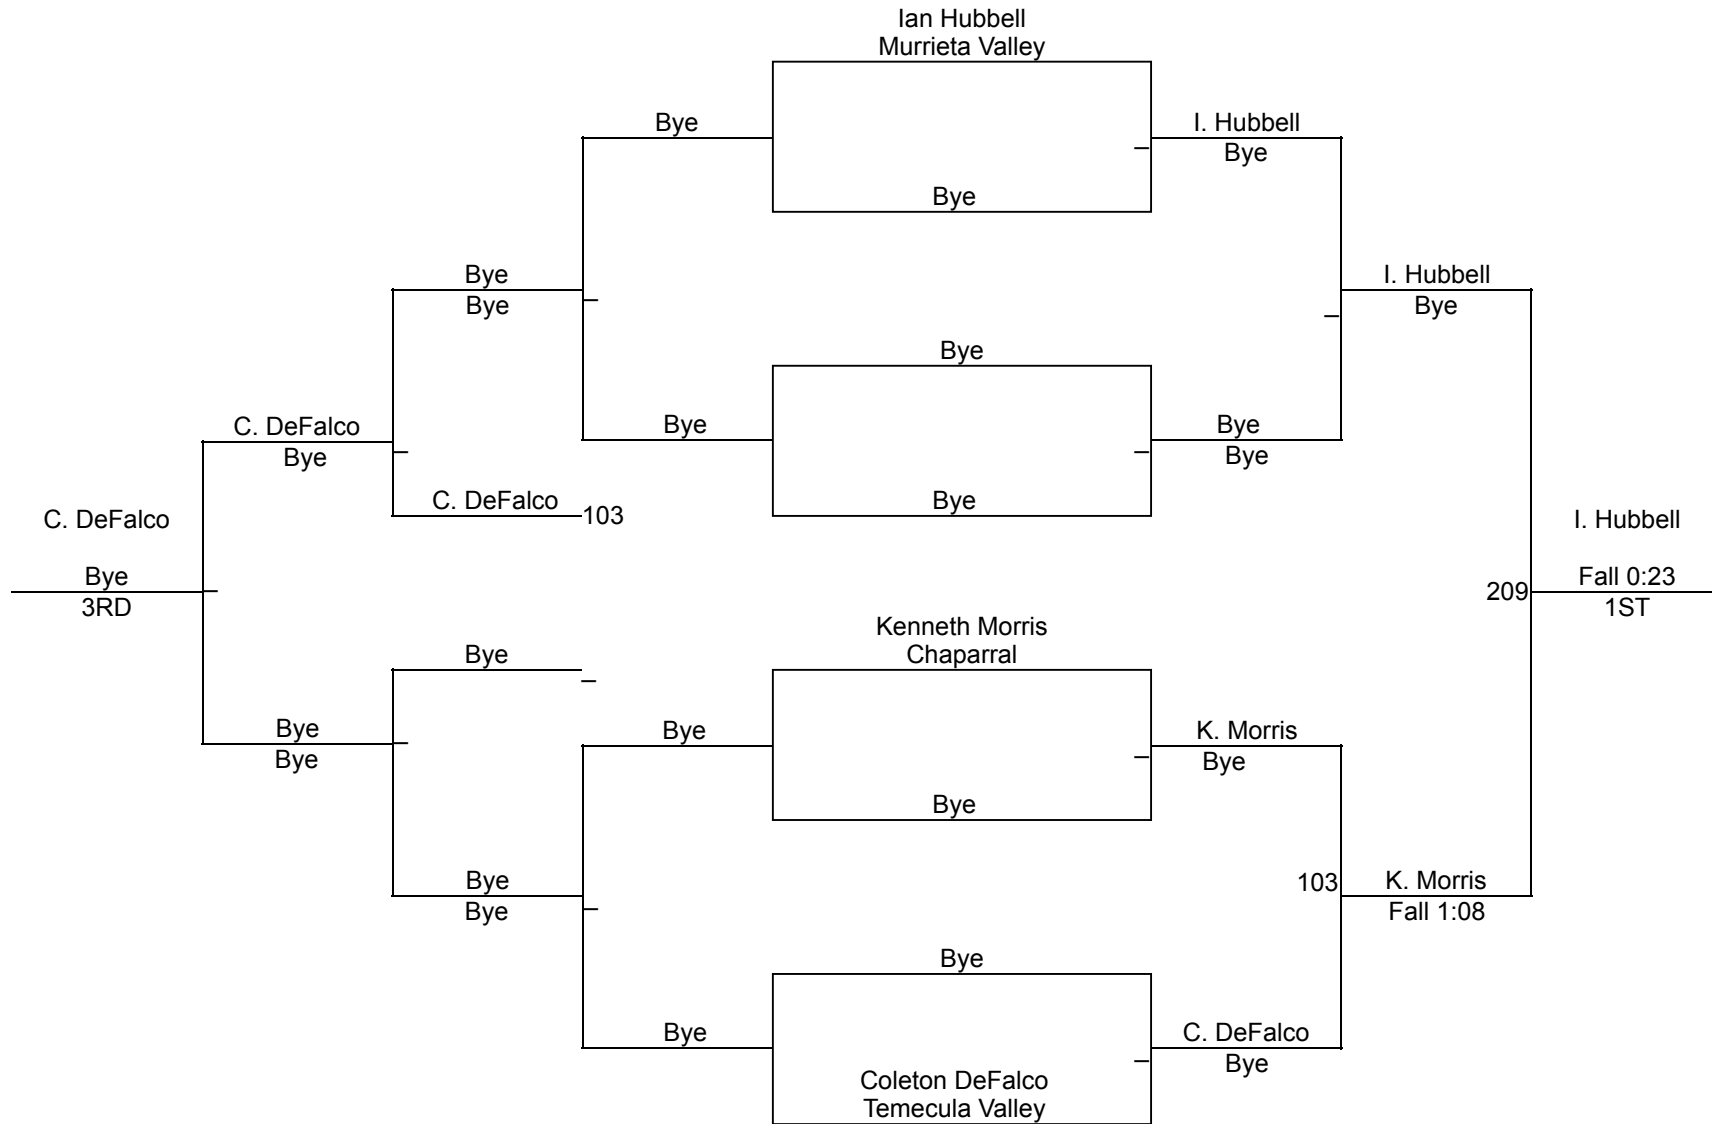 Ian Hubbell
Murrieta Valley
Bye
I. Hubbell
Bye
Bye
Bye
Bye
I. Hubbell
Bye
Bye
C. DeFalco
Bye
Bye
Bye
Bye
C. DeFalco
103
Bye
C. DeFalco
I. Hubbell
Bye
3RD
209
Fall 0:23
1ST
Kenneth Morris
Chaparral
Bye
Bye
Bye
Bye
K. Morris
Bye
Bye
Bye
Bye
103
K. Morris
Fall 1:08
Bye
Bye
C. DeFalco
Bye
Coleton DeFalco
Temecula Valley